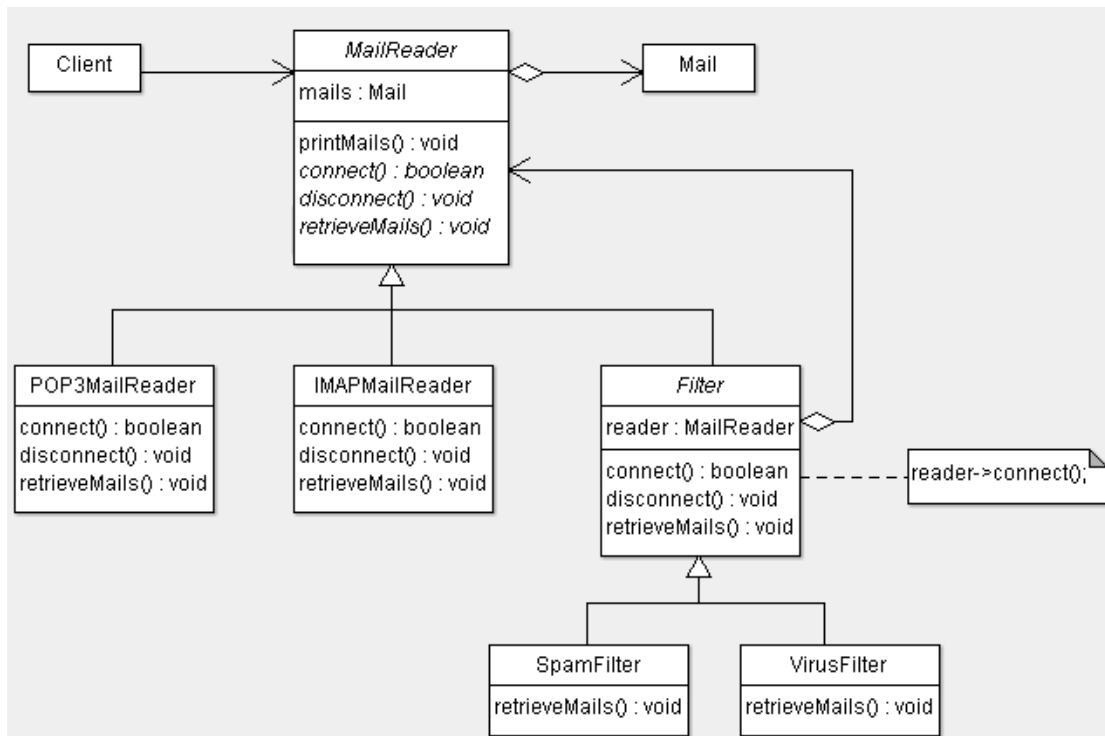 Client
MailReader
mails : Mail
printMails() : void
connect() : boolean
disconnect() : void
retrieveMails() : void
Mail
POP3MailReader
connect() : boolean
disconnect() : void
retrieveMails() : void
IMAPMailReader
connect() : boolean
disconnect() : void
retrieveMails() : void
Filter
reader : MailReader
connect() : boolean
disconnect() : void
retrieveMails() : void
reader->connect();
SpamFilter
retrieveMails() : void
VirusFilter
retrieveMails() : void